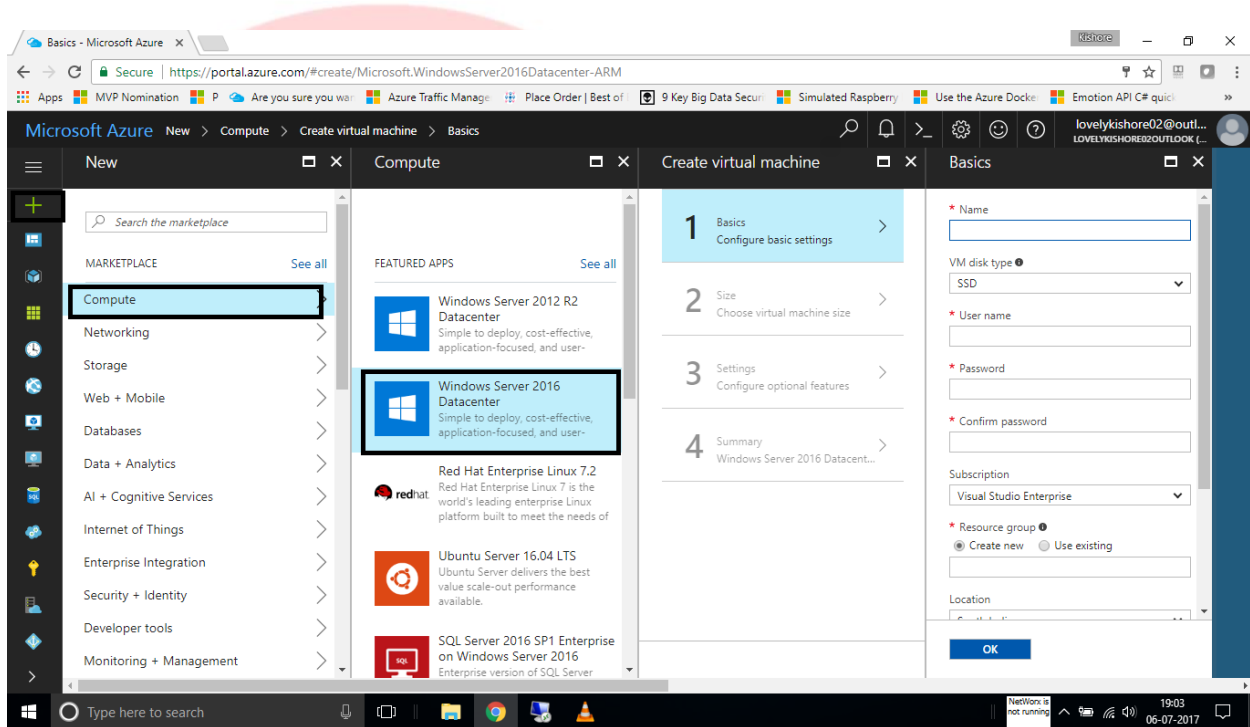 Basics - Microsoft Azure
Kishore
Secure
https://portal.azure.com/#create/Microsoft.WindowsServer2016Datacenter-ARM
Apps
MVP Nomination
P
Are you sure you wan
Azure Traffic Manage
Place Order | Best of
9 Key Big Data Securi
Simulated Raspberry
Use the Azure Docke
Emotion API C# quic
»
Microsoft Azure New > Compute > Create virtual machine > Basics
lovelykishore02@outl...
LOVELYKISHORE02OUTLOOK (...
New
Search the marketplace
MARKETPLACE
See all
Compute
Networking
Storage
Web + Mobile
Databases
Data + Analytics
AI + Cognitive Services
Internet of Things
Enterprise Integration
Security + Identity
Developer tools
Monitoring + Management
Compute
FEATURED APPS
See all
Windows Server 2012 R2
Datacenter
Simple to deploy, cost-effective,
application-focused, and user-
Windows Server 2016
Datacenter
Simple to deploy, cost-effective,
application-focused, and user-
redhat
Red Hat Enterprise Linux 7.2
Red Hat Enterprise Linux 7 is the
world's leading enterprise Linux
platform built to meet the needs of
Ubuntu Server 16.04 LTS
Ubuntu Server delivers the best
value scale-out performance
available.
SQL
SQL Server 2016 SP1 Enterprise
on Windows Server 2016
Enterprise version of SQL Server
Create virtual machine
1
Basics
Configure basic settings
2
Size
Choose virtual machine size
3
Settings
Configure optional features
4
Summary
Windows Server 2016 Datacent...
Basics
* Name
VM disk type
SSD
* User name
* Password
* Confirm password
Subscription
Visual Studio Enterprise
* Resource group
Create new
Use existing
Location
OK
SQL
Type here to search
NetWorx is
not running
19:03
06-07-2017